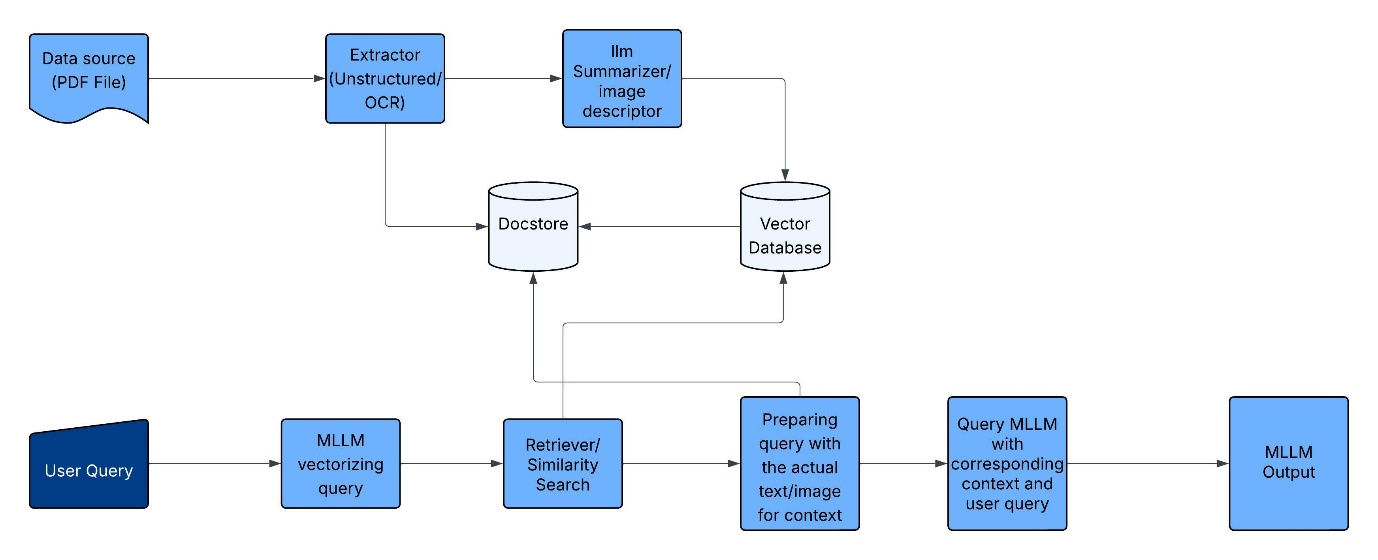 Data source
(PDF File)
Extractor
(Unstructured/
OCR)
llm
Summarizer/
image
descriptor
Docstore
Vector
Database
User Query
MLLM
vectorizing
query
Retriever/
Similarity
Search
Preparing
query with
the actual
text/image
for context
Query MLLM
with
corresponding
context and
user query
MLLM
Output